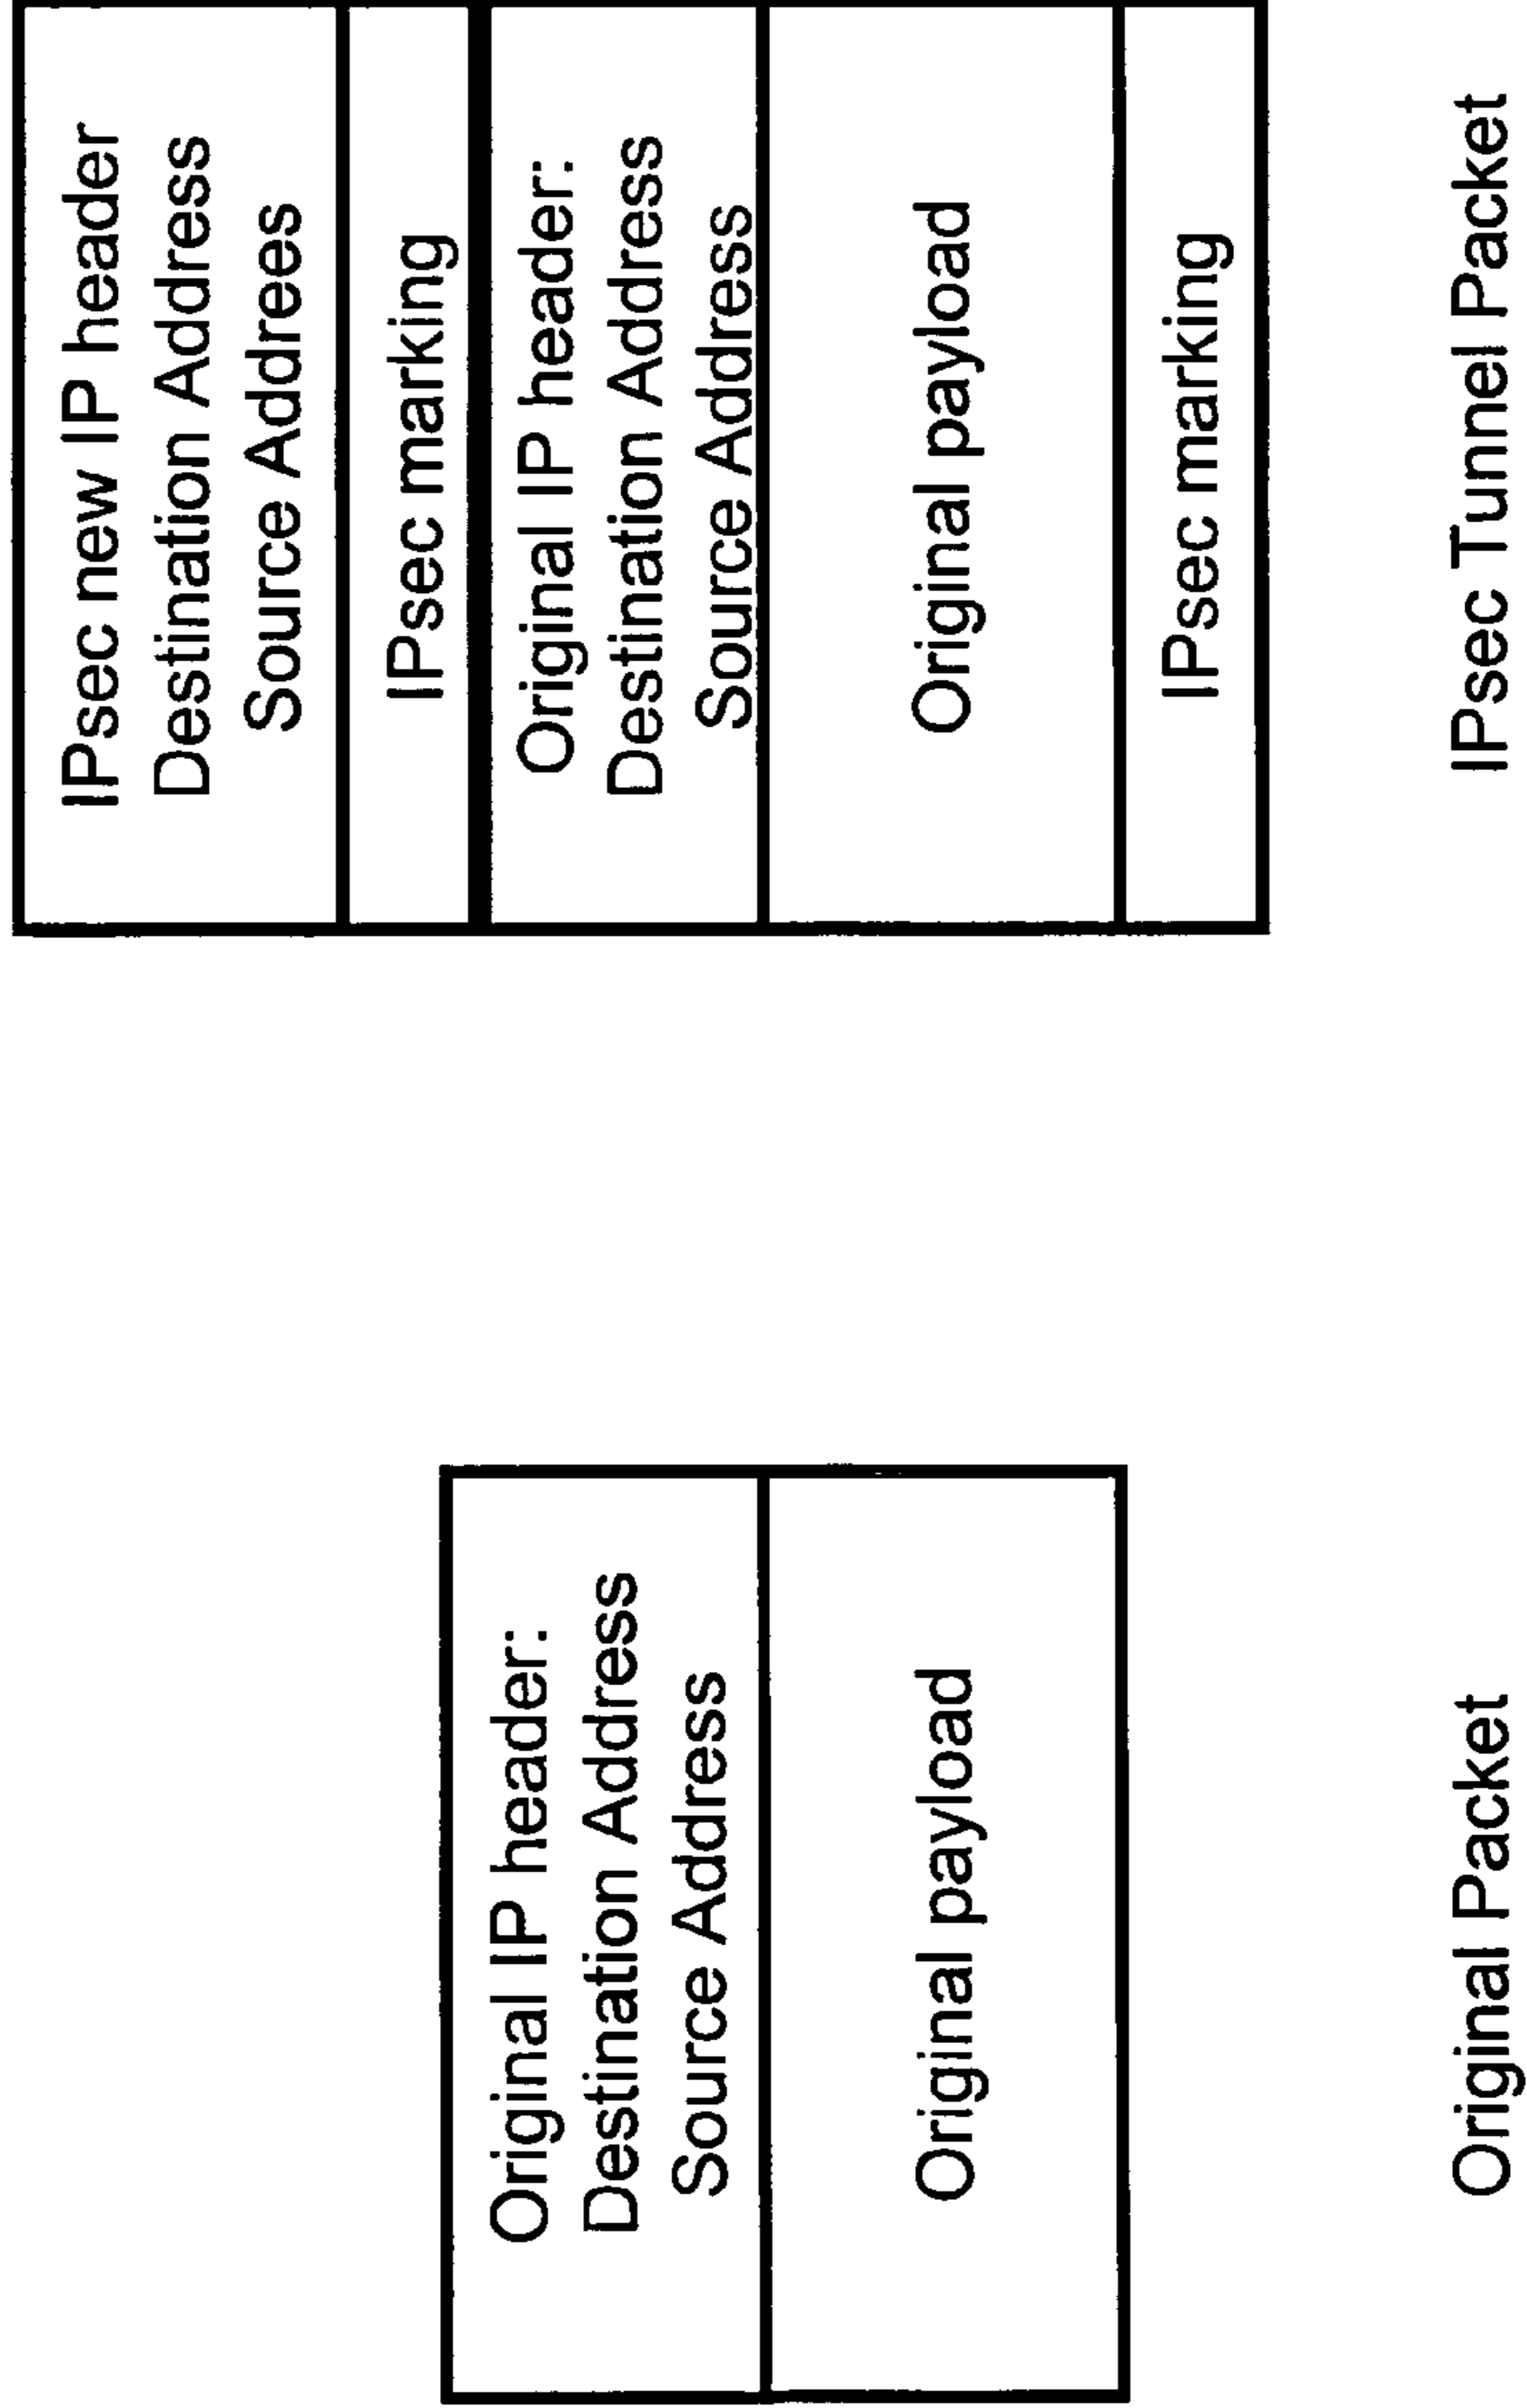 Original IP header:
Destination Address
Source Address
Original payload
Original Packet
IPsec new IP header
Destination Address
Source Addrees
IPsec marking
Original IP header:
Destination Address
Source Address
Original payload
IPsec marking
IPsec Tunnel Packet